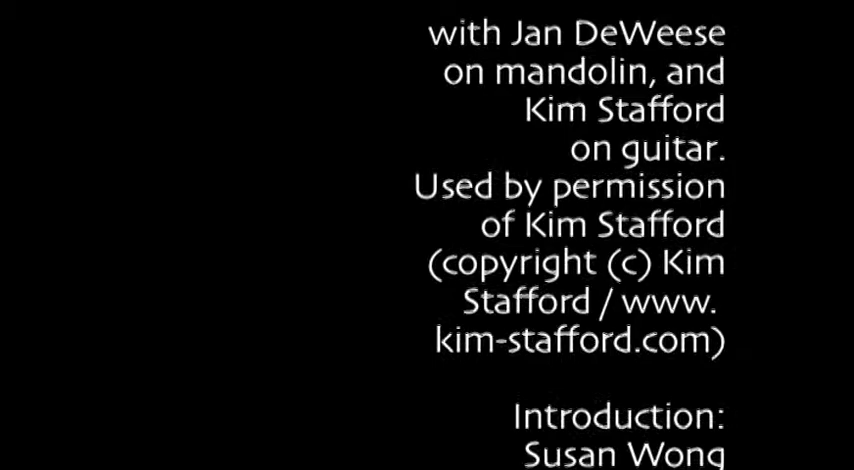 with Jan DeWeese
on mandolin, and
Kim Stafford
on guitar.
Used by permission
of Kim Stafford
(copyright (c) Kim
Stafford / www.
kim-stafford.com)
Introduction:
Susan Wong